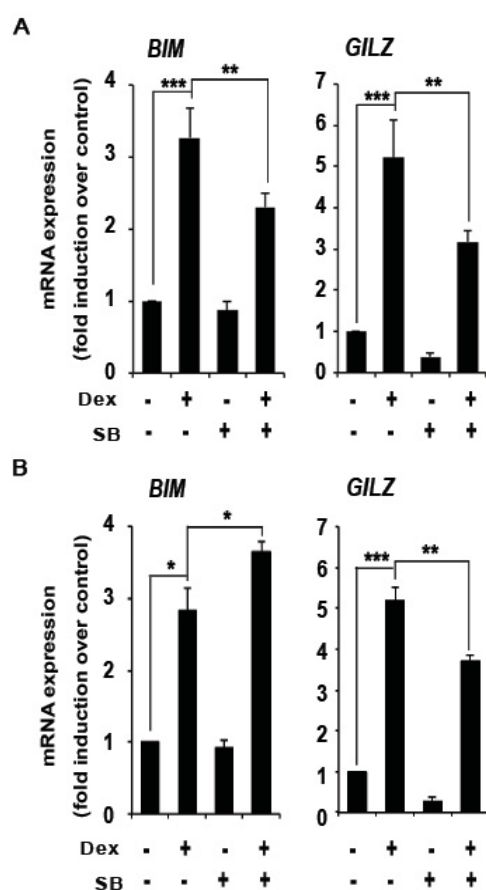 A
BIM
GILZ
mRNA expression
(fold induction over control)
4
3
2
1
0
***
**
7
6
5
4
3
2
1
0
***
**
Dex - + - + - + - +
SB - - + + - - + +
B
BIM
GILZ
mRNA expression
(fold induction over control)
4
3
2
1
0
*
*
7
6
5
4
3
2
1
0
***
**
Dex - + - + - + - +
SB - - + + - - + +